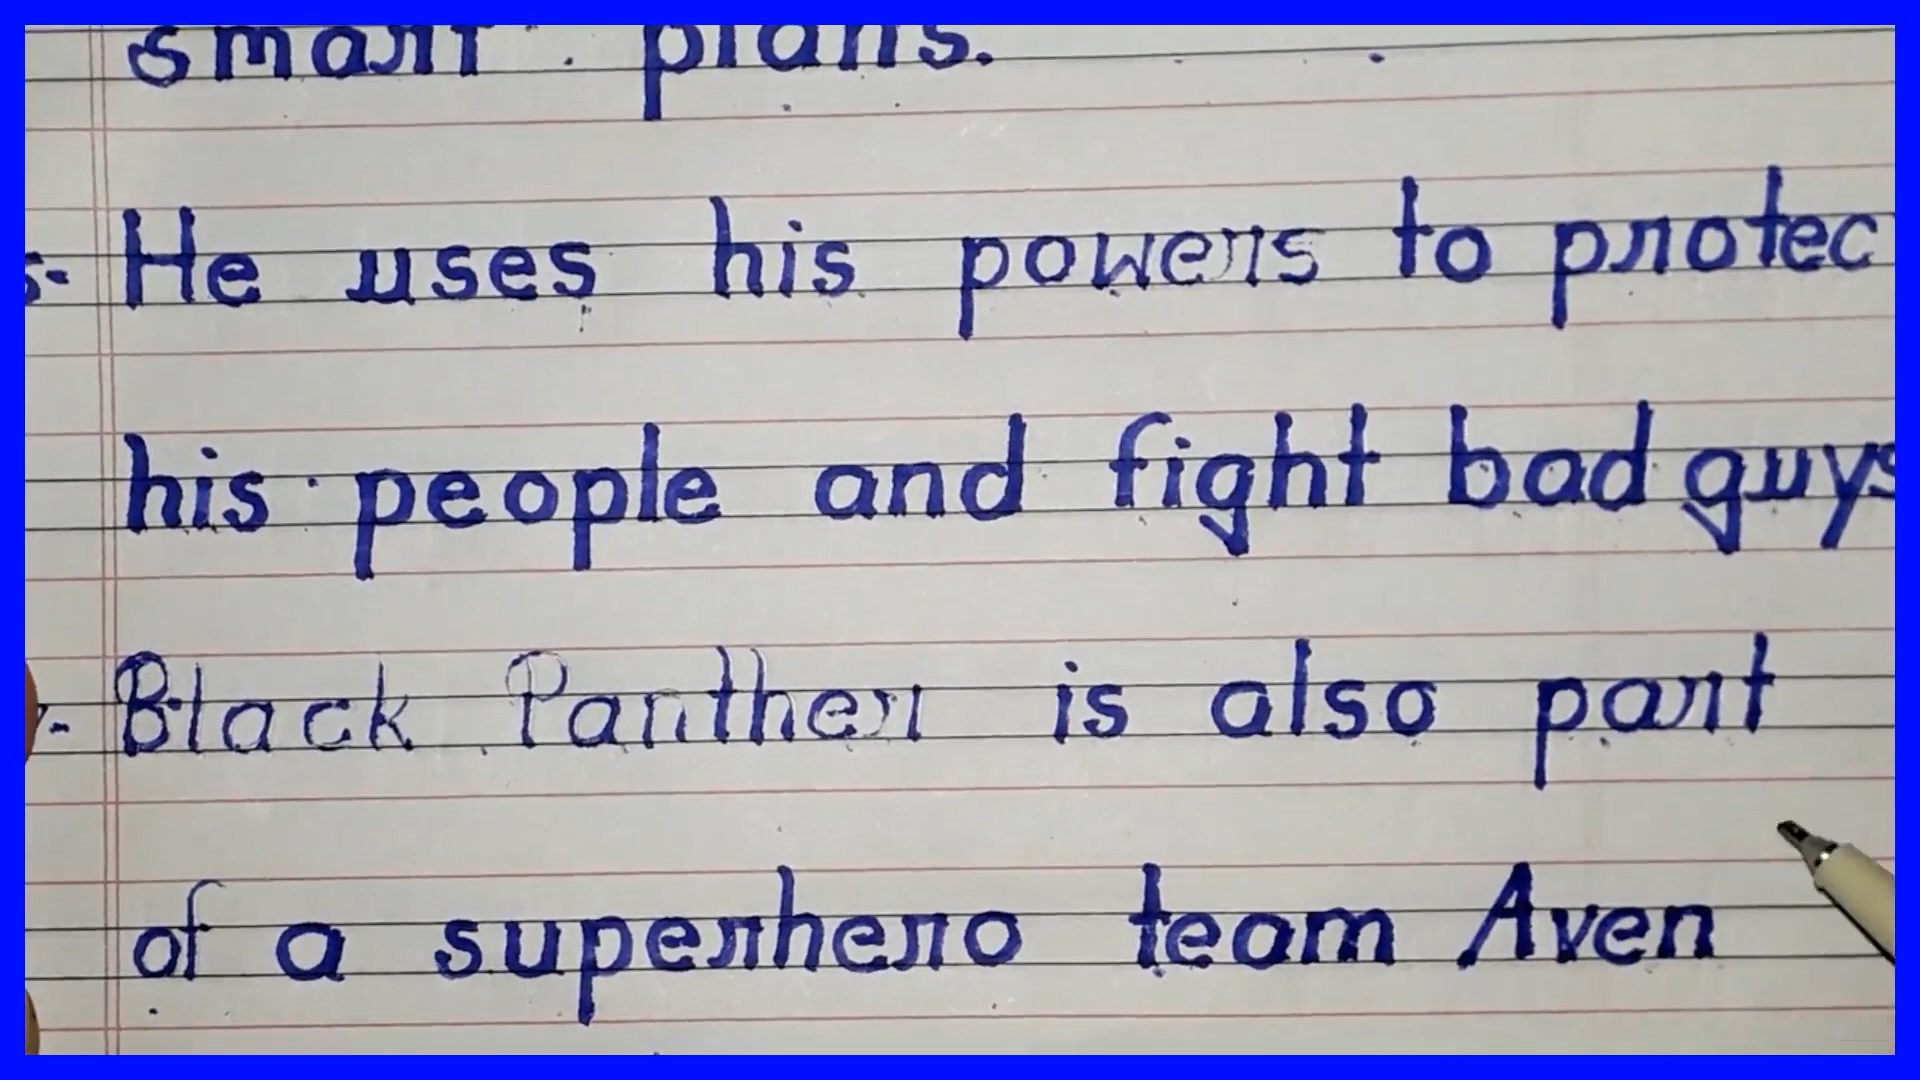 smart plans.
He uses his powers to protec
his people and fight bad guys
Black Panther is also part
of a superhero team Aven